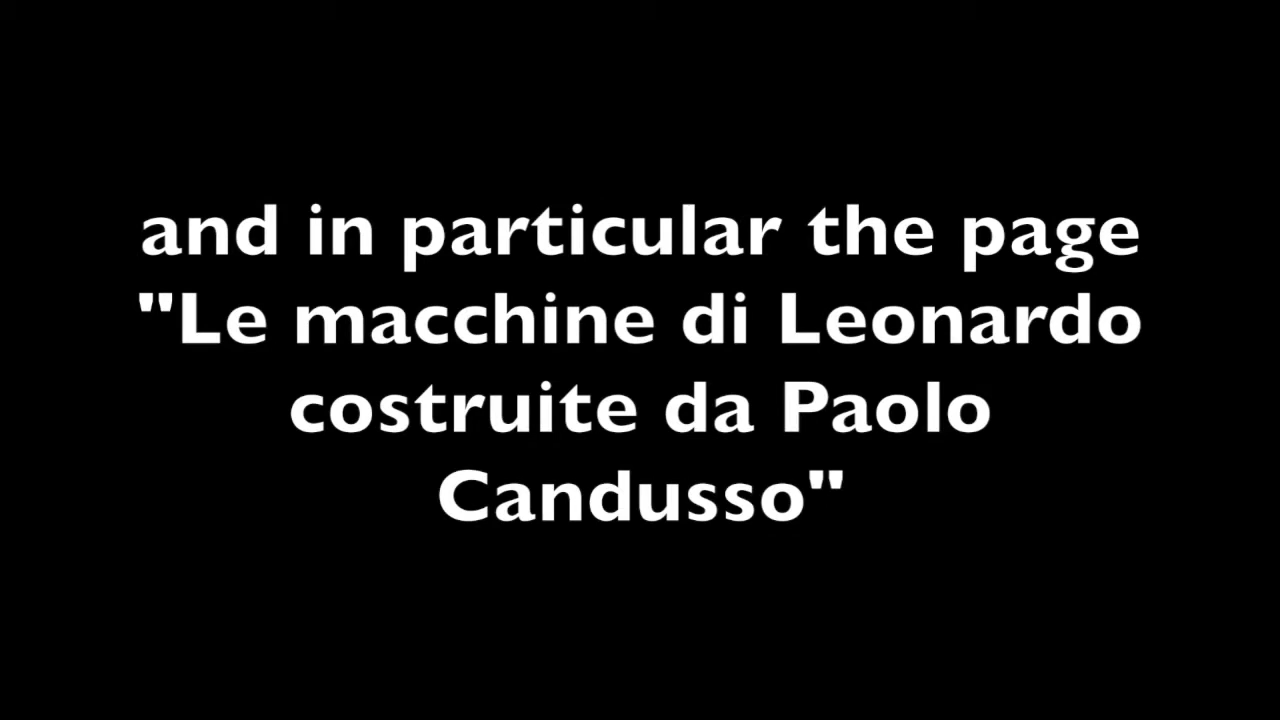 and in particular the page
"Le macchine di Leonardo
costruite da Paolo
Candusso"